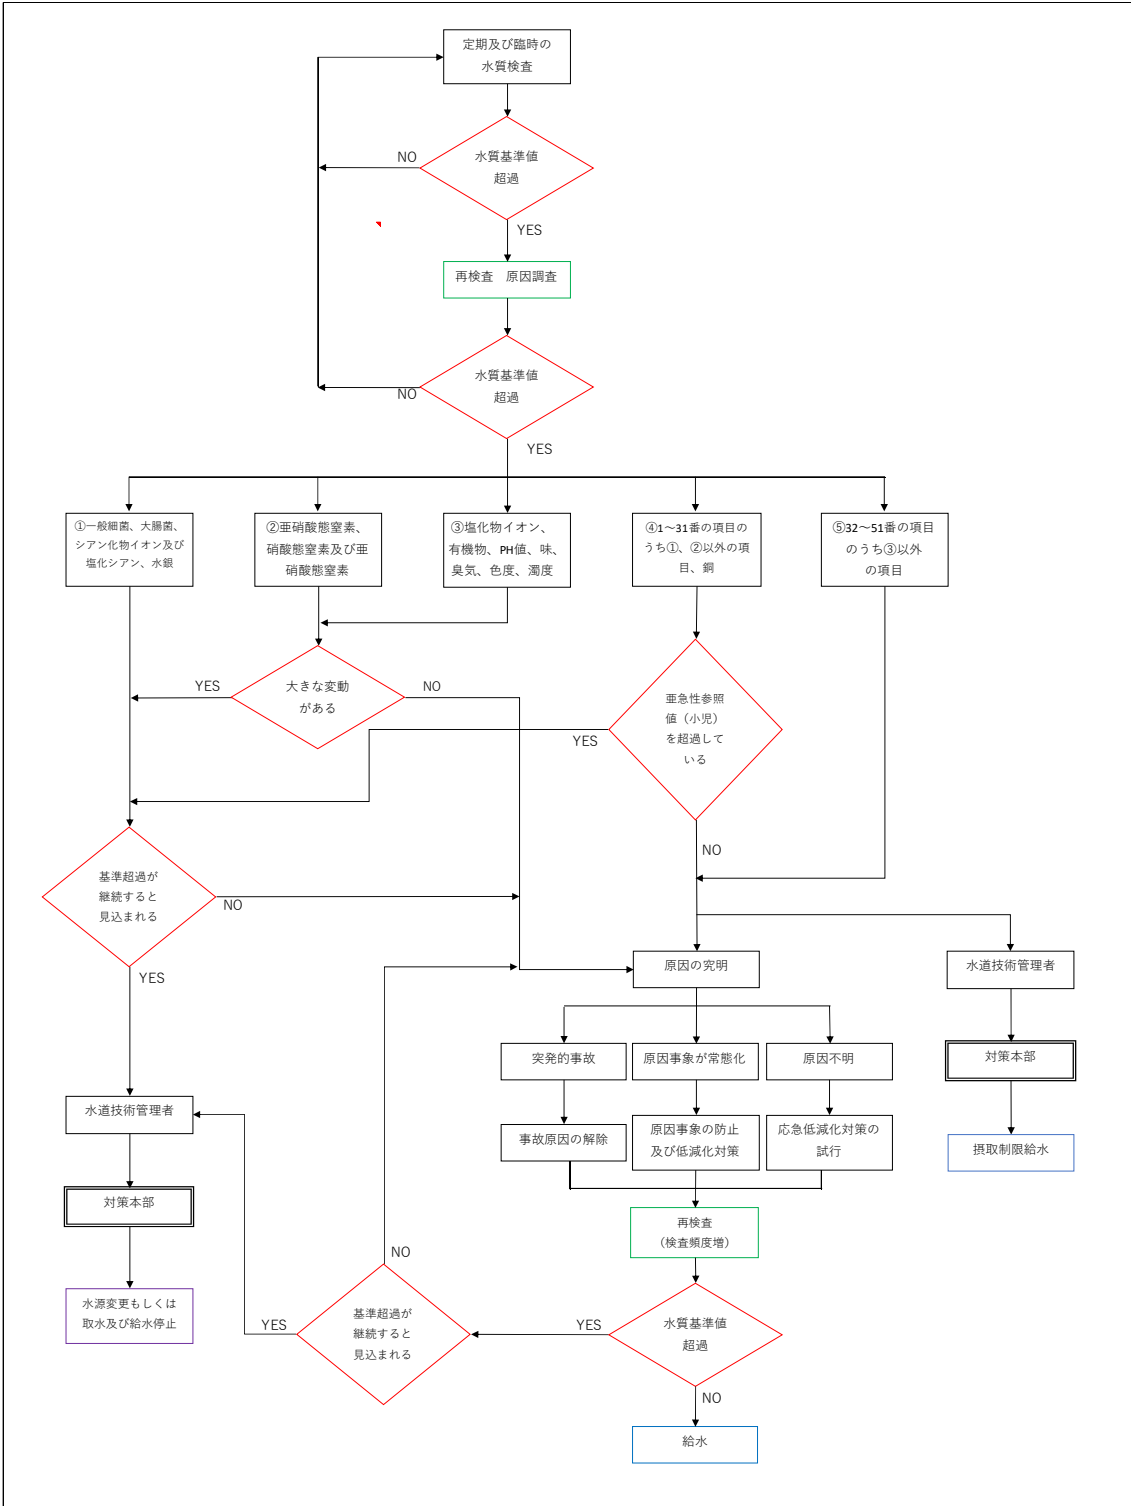 定期及び臨時の
水質検査
水質基準値
超過
NO
YES
再検査　原因調査
水質基準値
超過
NO
YES
①一般細菌、大腸菌、
シアン化物イオン及び
塩化シアン、水銀
②亜硝酸態窒素、
硝酸態窒素及び亜
硝酸態窒素
③塩化物イオン、
有機物、PH値、味、
臭気、色度、濁度
④1～31番の項目の
うち①、②以外の項
目、銅
⑤32～51番の項目
のうち③以外
の項目
大きな変動
がある
YES
NO
亜急性参照
値（小児）
を超過して
いる
YES
NO
基準超過が
継続すると
見込まれる
NO
YES
原因の究明
水道技術管理者
突発的事故
原因事象が常態化
原因不明
対策本部
水道技術管理者
事故原因の解除
原因事象の防止
及び低減化対策
応急低減化対策の
試行
摂取制限給水
対策本部
再検査
（検査頻度増）
NO
水源変更もしくは
取水及び給水停止
YES
基準超過が
継続すると
見込まれる
YES
水質基準値
超過
NO
給水